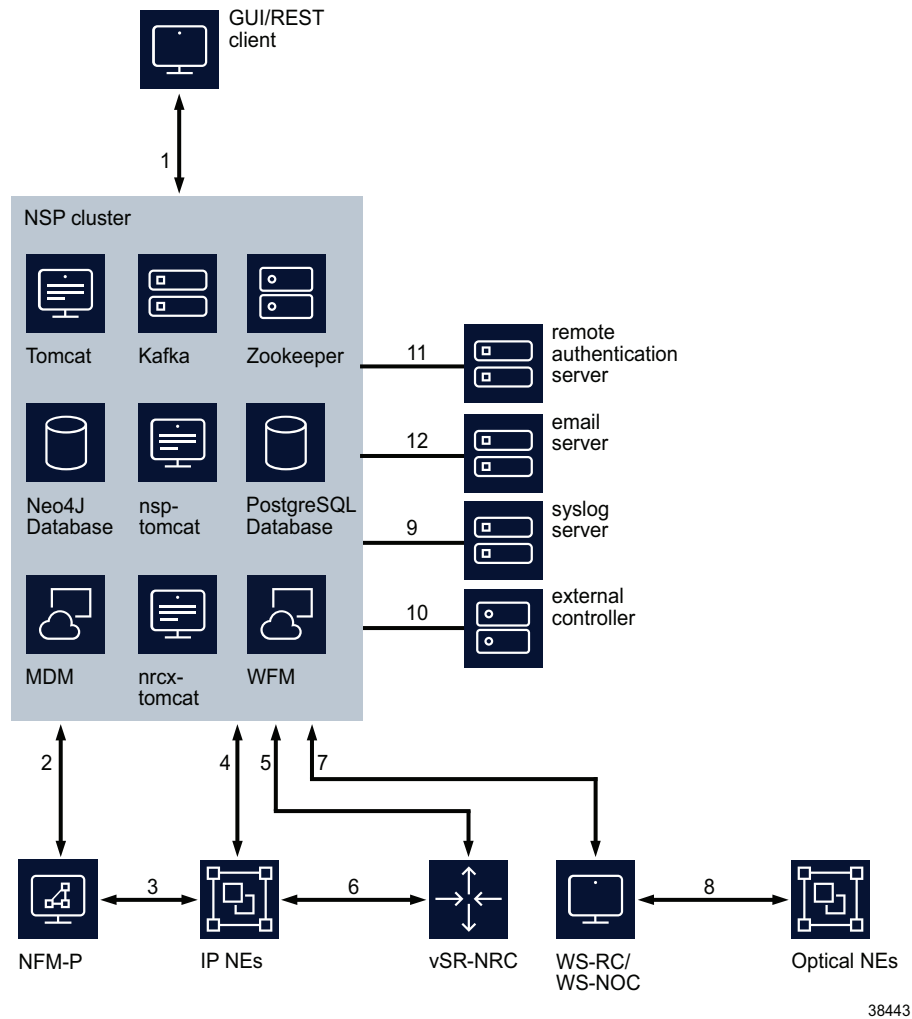 GUI/REST
client
1
NSP cluster
Tomcat
Kafka
Zookeeper
11
remote
authentication
server
12
email
server
Neo4J
Database
nsp-
tomcat
PostgreSQL
Database
9
syslog
server
10
external
controller
MDM
nrcx-
tomcat
WFM
2
4
5
7
3
6
8
NFM-P
IP NEs
vSR-NRC
WS-RC/
WS-NOC
Optical NEs
38443